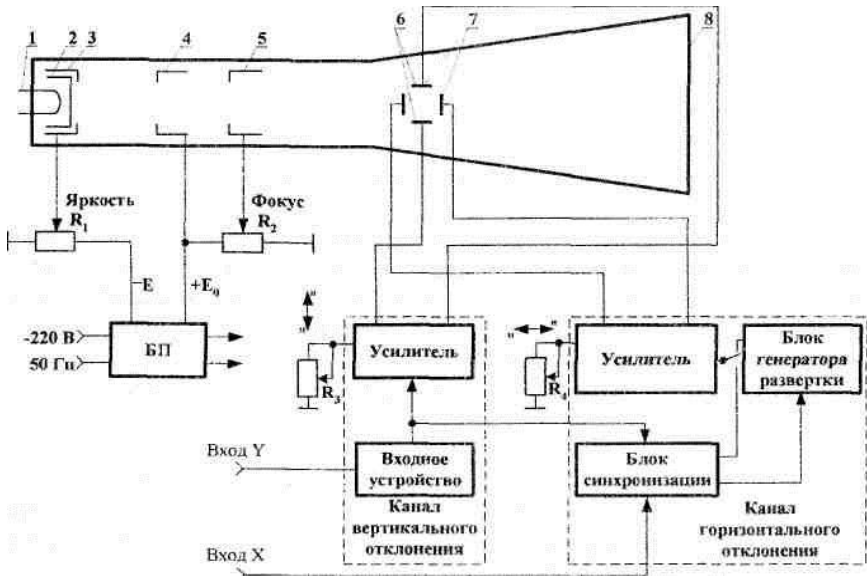 1
2
3
4
5
6
7
8
Яркость
R1
Фокус
R2
-E
+E0
-220 В
50 Гц
БП
"↔"
"↔"
R3
R4
Усилитель
Усилитель
Блок
генератора
развертки
Вход Y
Входное
устройство
Блок
синхронизации
Канал
вертикального
отклонения
Канал
горизонтального
отклонения
Вход X